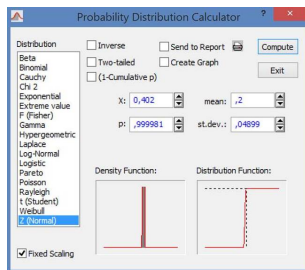 Probability Distribution Calculator
? ×
Distribution
Beta
Binomial
Cauchy
Chi 2
Exponential
Extreme value
F (Fisher)
Gamma
Hypergeometric
Laplace
Log-Normal
Logistic
Pareto
Poisson
Rayleigh
t (Student)
Weibull
Z (Normal)
Fixed Scaling
Inverse
Two-tailed
(1-Cumulative p)
Send to Report
Create Graph
Compute
Exit
X: 0,402
mean: ,2
p: ,999981
st.dev.: ,04899
Density Function:
Distribution Function: